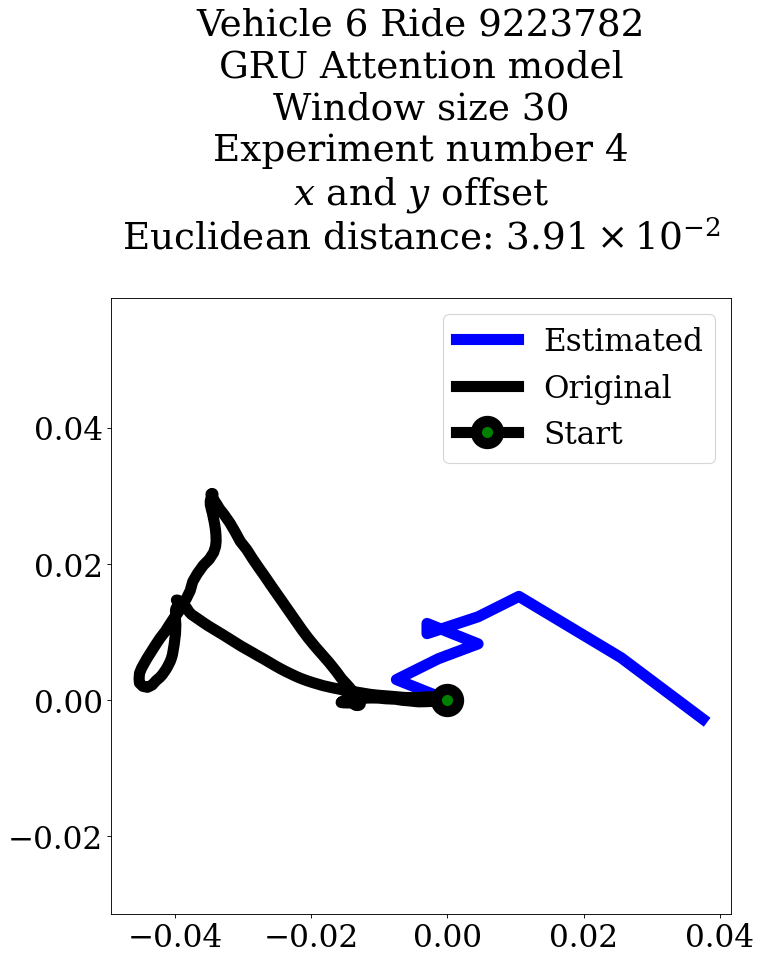 Vehicle 6 Ride 9223782
GRU Attention model
Window size 30
Experiment number 4
x and y offset
Euclidean distance: 3.91 × 10⁻²
Estimated
Original
Start
0.04
0.02
0.00
−0.02
−0.04 −0.02 0.00 0.02 0.04